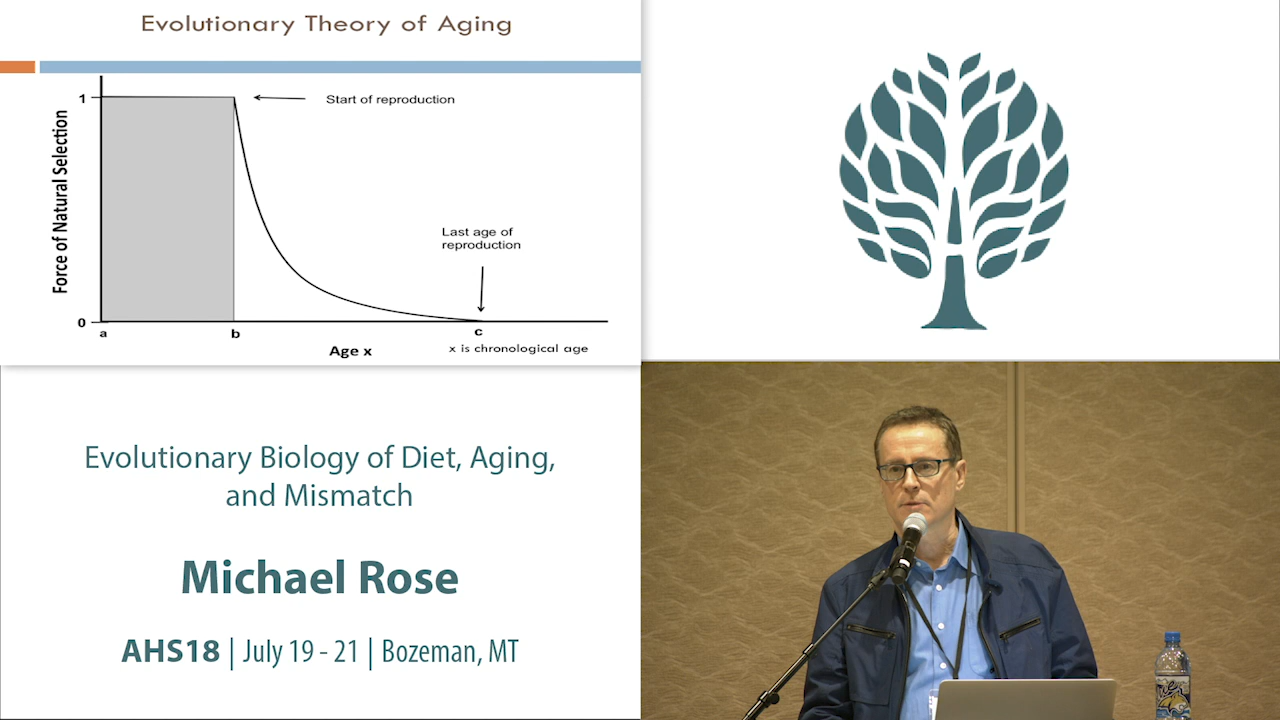 Evolutionary Theory of Aging
1
Start of reproduction
Force of Natural Selection
Last age of
reproduction
0
a
b
c
Age x
x is chronological age
Evolutionary Biology of Diet, Aging,
and Mismatch
Michael Rose
AHS18 | July 19 - 21 | Bozeman, MT